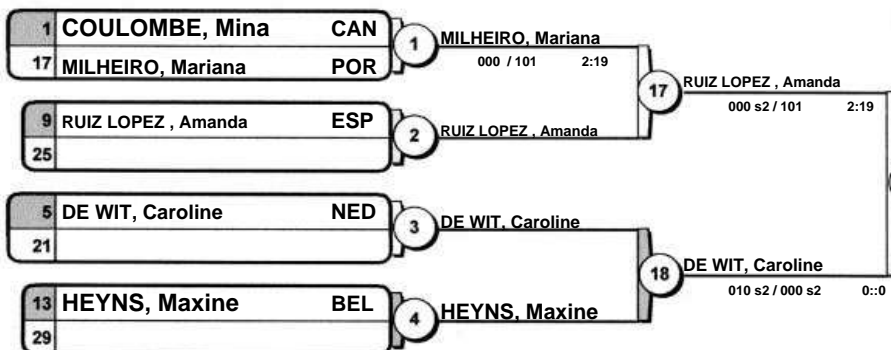 1 COULOMBE, Mina CAN
17 MILHEIRO, Mariana POR
1
MILHEIRO, Mariana
000 / 101 2:19
9 RUIZ LOPEZ , Amanda ESP
25
2
RUIZ LOPEZ , Amanda
17
RUIZ LOPEZ , Amanda
000 s2 / 101 2:19
5 DE WIT, Caroline NED
21
3
DE WIT, Caroline
13 HEYNS, Maxine BEL
29
4
HEYNS, Maxine
18
DE WIT, Caroline
010 s2 / 000 s2 0::0